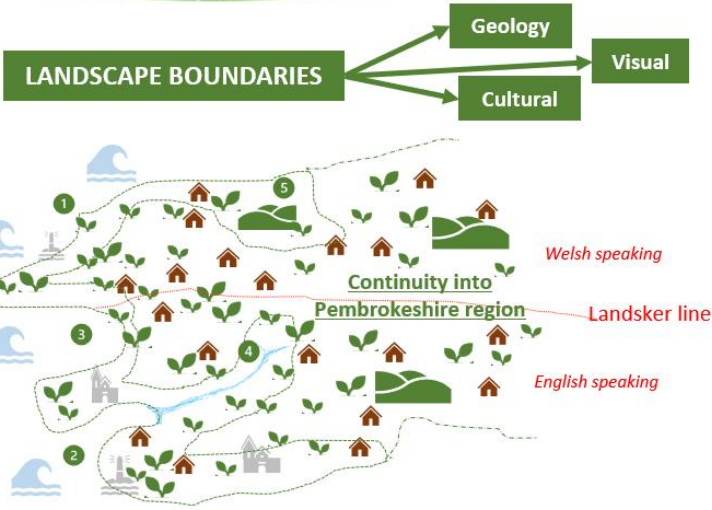 Geology
LANDSCAPE BOUNDARIES
Visual
Cultural
5
1
Welsh speaking
Continuity into
Pembrokeshire region
Landsker line
3
4
English speaking
2